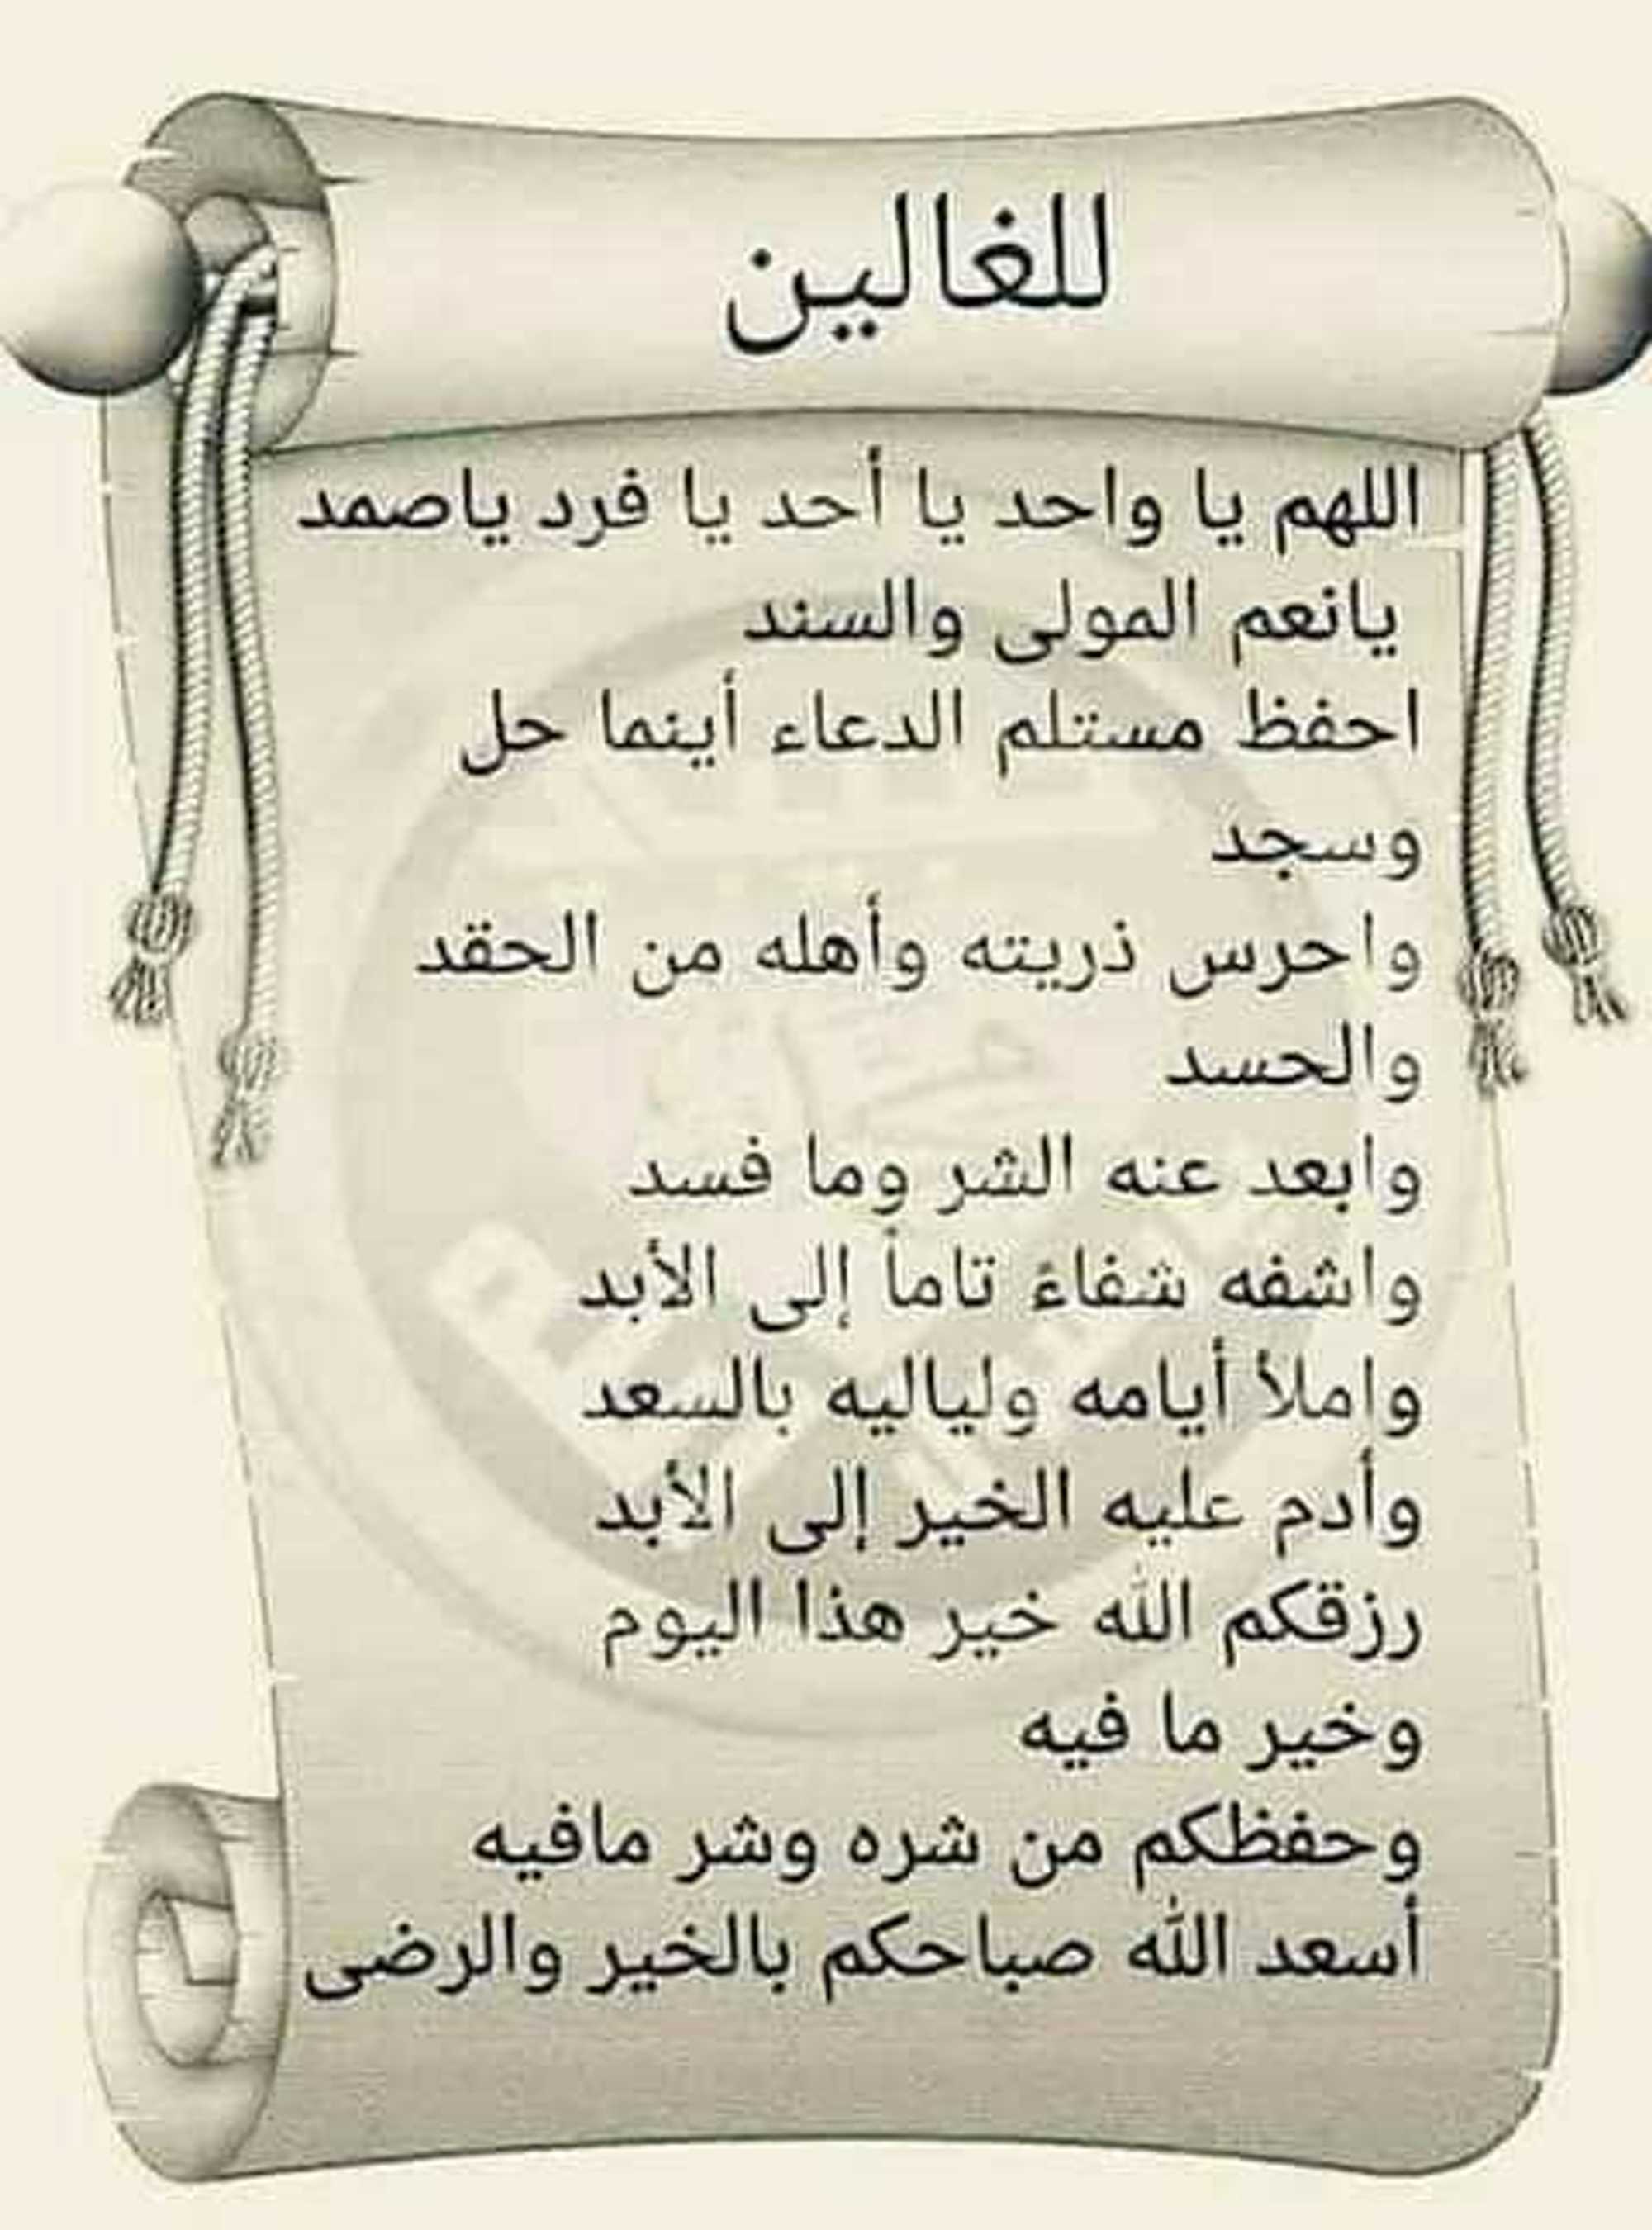 للغالين
اللهم يا واحد يا أحد يا فرد ياصمد
يانعم المولى والسند
احفظ مستلم الدعاء أينما حل
وسجد
واحرس ذريته وأهله من الحقد
والحسد
وابعد عنه الشر وما فسد
واشفه شفاءً تاماً إلى الأبد
واملأ أيامه ولياليه بالسعد
وأدم عليه الخير إلى الأبد
رزقكم الله خير هذا اليوم
وخير ما فيه
وحفظكم من شره وشر مافيه
أسعد الله صباحكم بالخير والرضى